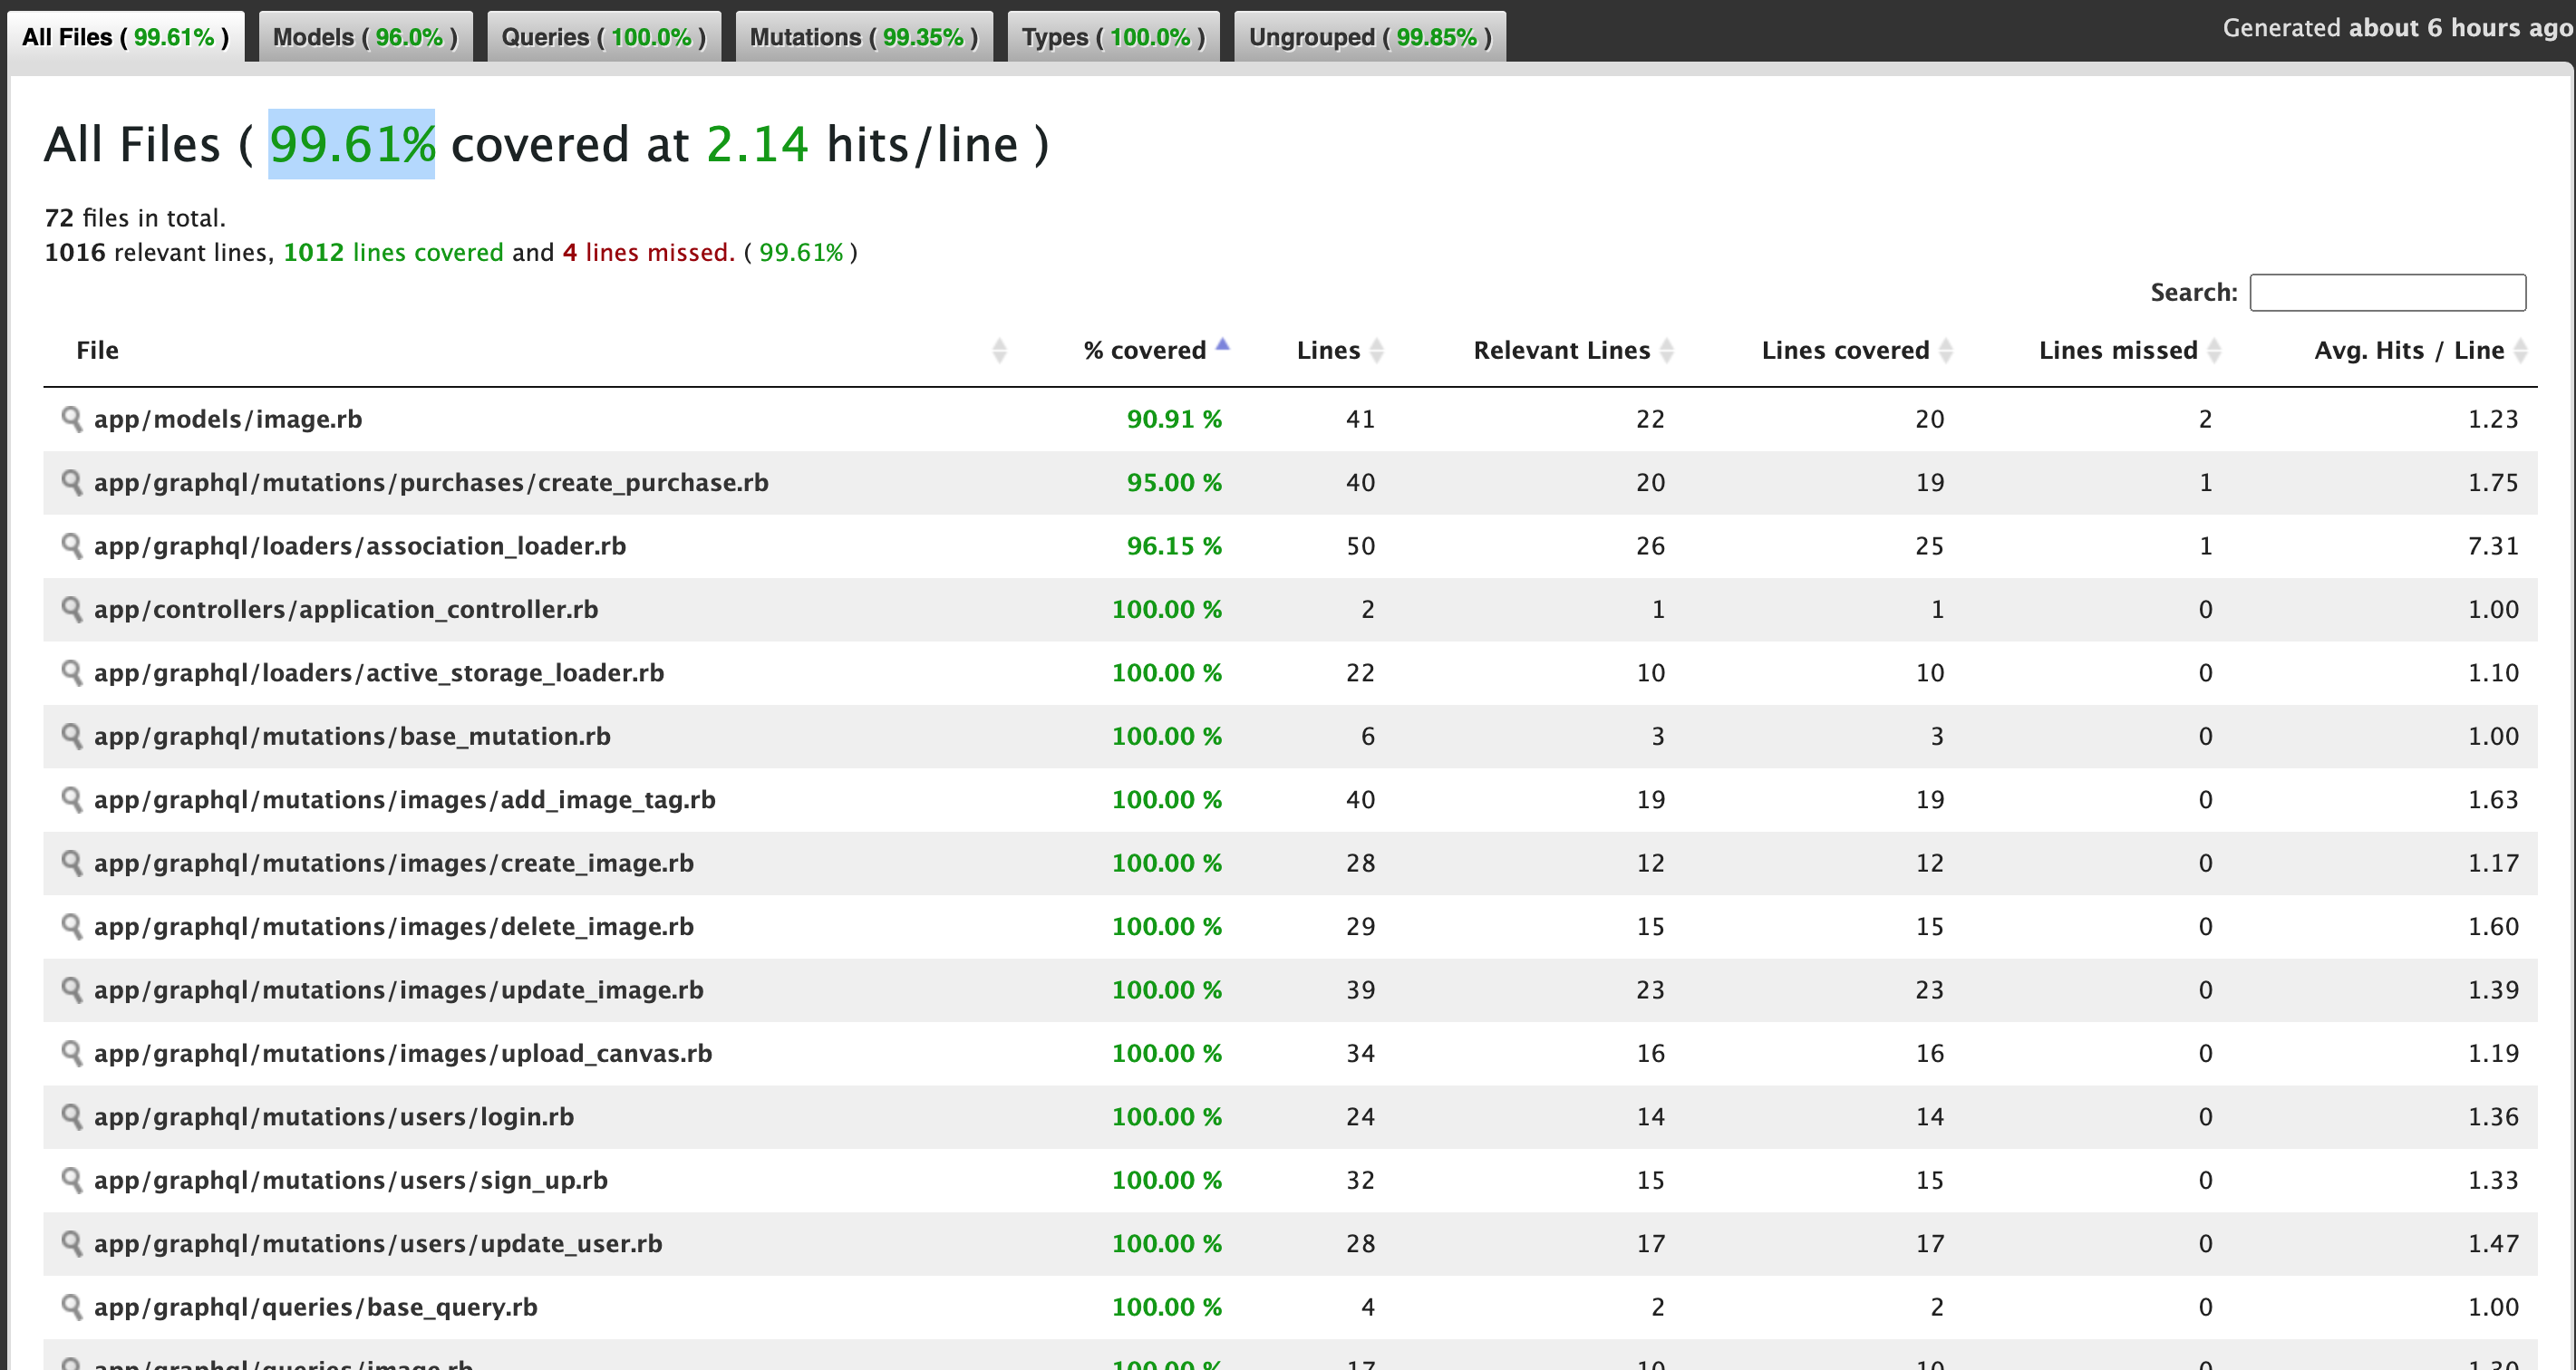 All Files ( 99.61% ) Models ( 96.0% ) Queries ( 100.0% ) Mutations ( 99.35% ) Types ( 100.0% ) Ungrouped ( 99.85% ) Generated about 6 hours ago
All Files ( 99.61% covered at 2.14 hits/line )
72 files in total.
1016 relevant lines, 1012 lines covered and 4 lines missed. ( 99.61% )
Search:
File % covered Lines Relevant Lines Lines covered Lines missed Avg. Hits / Line
app/models/image.rb 90.91 % 41 22 20 2 1.23
app/graphql/mutations/purchases/create_purchase.rb 95.00 % 40 20 19 1 1.75
app/graphql/loaders/association_loader.rb 96.15 % 50 26 25 1 7.31
app/controllers/application_controller.rb 100.00 % 2 1 1 0 1.00
app/graphql/loaders/active_storage_loader.rb 100.00 % 22 10 10 0 1.10
app/graphql/mutations/base_mutation.rb 100.00 % 6 3 3 0 1.00
app/graphql/mutations/images/add_image_tag.rb 100.00 % 40 19 19 0 1.63
app/graphql/mutations/images/create_image.rb 100.00 % 28 12 12 0 1.17
app/graphql/mutations/images/delete_image.rb 100.00 % 29 15 15 0 1.60
app/graphql/mutations/images/update_image.rb 100.00 % 39 23 23 0 1.39
app/graphql/mutations/images/upload_canvas.rb 100.00 % 34 16 16 0 1.19
app/graphql/mutations/users/login.rb 100.00 % 24 14 14 0 1.36
app/graphql/mutations/users/sign_up.rb 100.00 % 32 15 15 0 1.33
app/graphql/mutations/users/update_user.rb 100.00 % 28 17 17 0 1.47
app/graphql/queries/base_query.rb 100.00 % 4 2 2 0 1.00
app/graphql/queries/image.rb 100.00 % 17 10 10 0 1.30